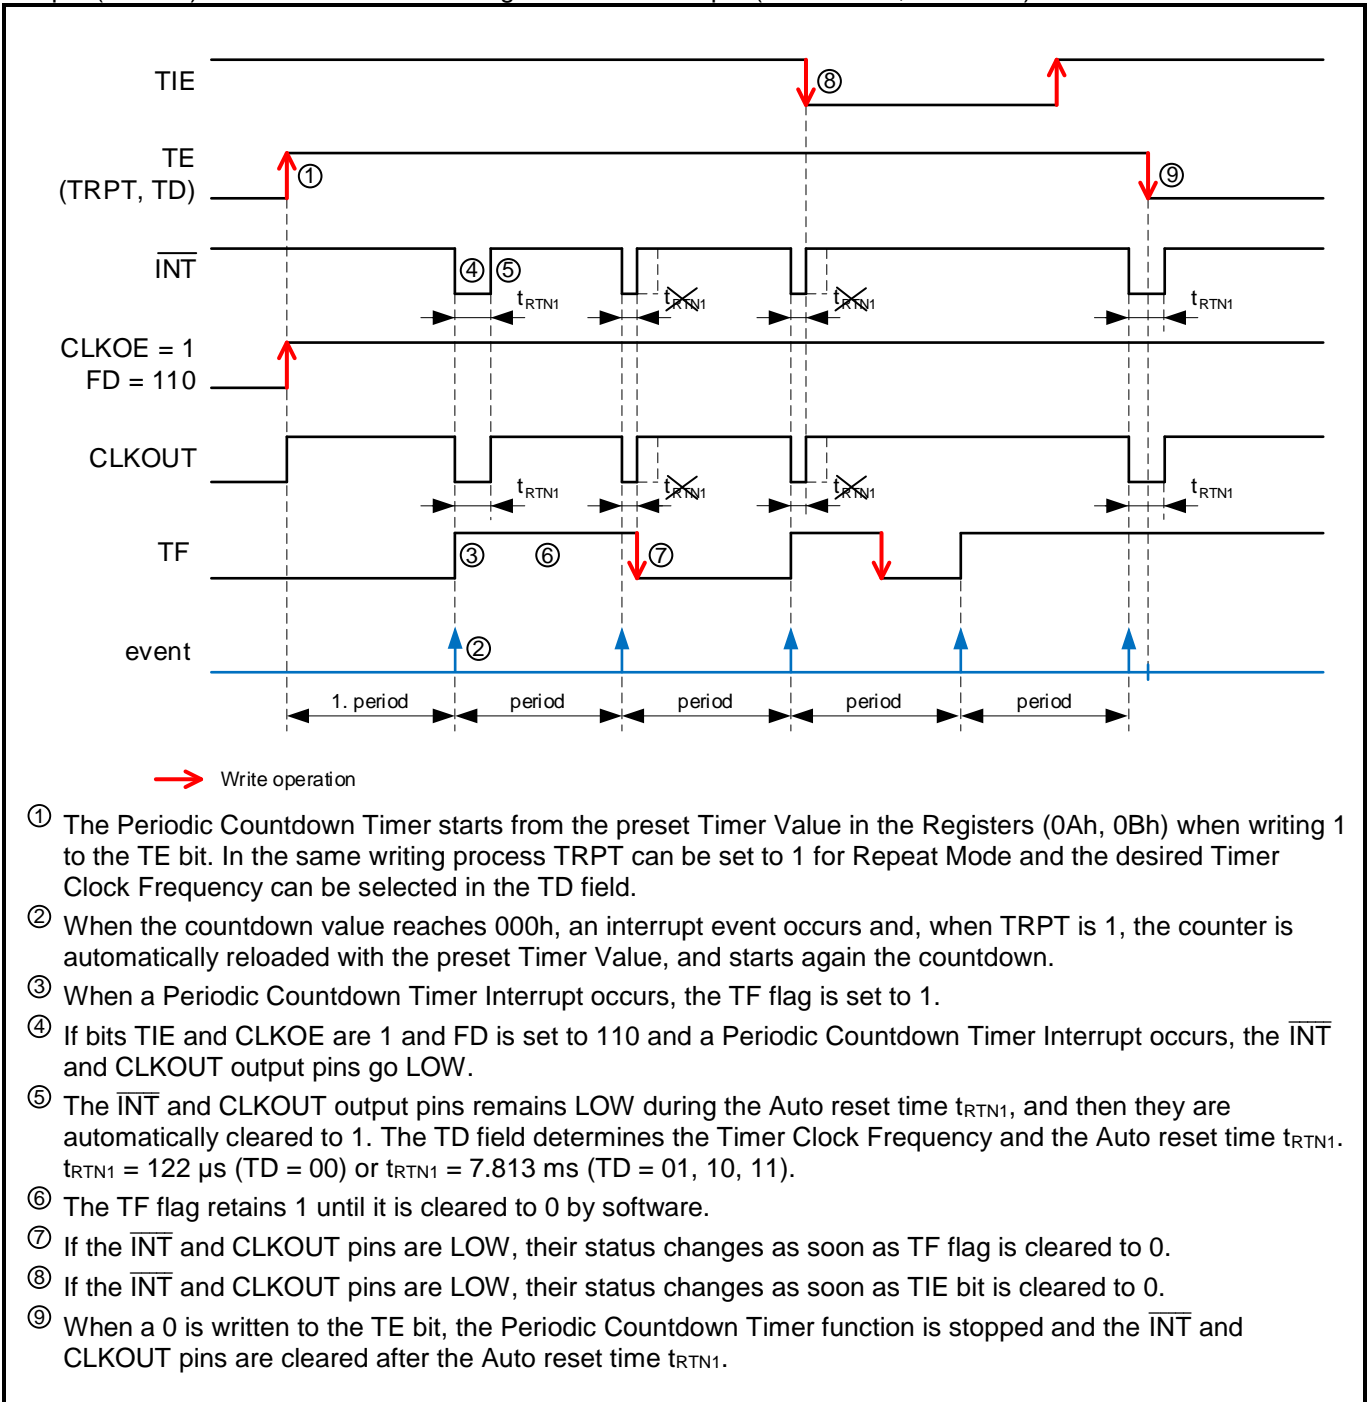 TIE
⑧
TE
(TRPT, TD)
①
⑨
INT
④ ⑤
tRTN1 tRTN1 tRTN1 tRTN1
CLKOE = 1
FD = 110
CLKOUT
tRTN1 tRTN1 tRTN1 tRTN1
TF
③ ⑥ ⑦
event
②
1. period period period period period
Write operation
① The Periodic Countdown Timer starts from the preset Timer Value in the Registers (0Ah, 0Bh) when writing 1
to the TE bit. In the same writing process TRPT can be set to 1 for Repeat Mode and the desired Timer
Clock Frequency can be selected in the TD field.
② When the countdown value reaches 000h, an interrupt event occurs and, when TRPT is 1, the counter is
automatically reloaded with the preset Timer Value, and starts again the countdown.
③ When a Periodic Countdown Timer Interrupt occurs, the TF flag is set to 1.
④ If bits TIE and CLKOE are 1 and FD is set to 110 and a Periodic Countdown Timer Interrupt occurs, the INT
and CLKOUT output pins go LOW.
⑤ The INT and CLKOUT output pins remains LOW during the Auto reset time tRTN1, and then they are
automatically cleared to 1. The TD field determines the Timer Clock Frequency and the Auto reset time tRTN1.
tRTN1 = 122 µs (TD = 00) or tRTN1 = 7.813 ms (TD = 01, 10, 11).
⑥ The TF flag retains 1 until it is cleared to 0 by software.
⑦ If the INT and CLKOUT pins are LOW, their status changes as soon as TF flag is cleared to 0.
⑧ If the INT and CLKOUT pins are LOW, their status changes as soon as TIE bit is cleared to 0.
⑨ When a 0 is written to the TE bit, the Periodic Countdown Timer function is stopped and the INT and
CLKOUT pins are cleared after the Auto reset time tRTN1.